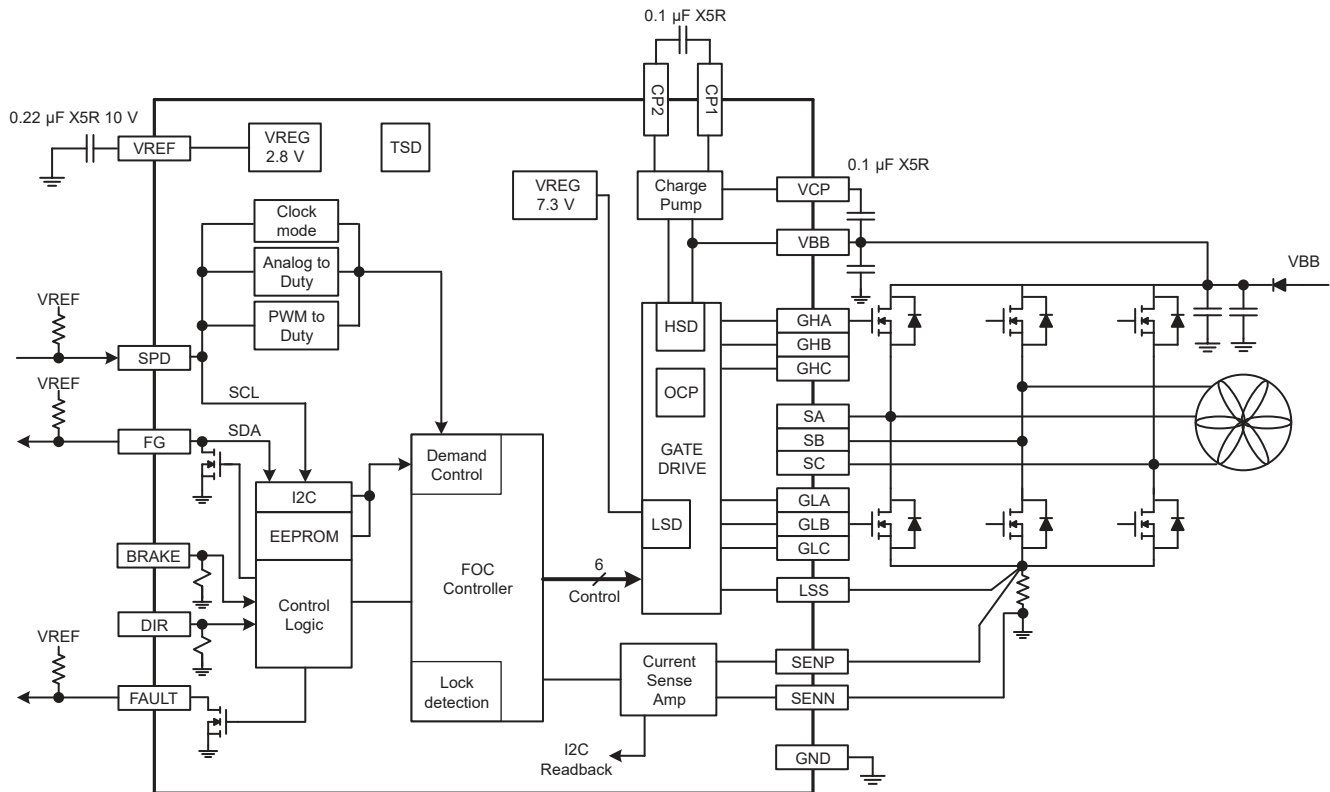 0.1 µF X5R
CP2
CP1
0.22 µF X5R 10 V
VREF
VREG
2.8 V
TSD
VREG
7.3 V
Charge
Pump
0.1 µF X5R
VCP
VBB
VBB
Clock
mode
Analog to
Duty
PWM to
Duty
VREF
SPD
VREF
FG
SCL
SDA
I2C
EEPROM
Control
Logic
BRAKE
DIR
VREF
FAULT
Demand
Control
FOC
Controller
Lock
detection
6
Control
HSD
OCP
GATE
DRIVE
LSD
GHA
GHB
GHC
SA
SB
SC
GLA
GLB
GLC
LSS
Current
Sense
Amp
SENP
SENN
I2C
Readback
GND